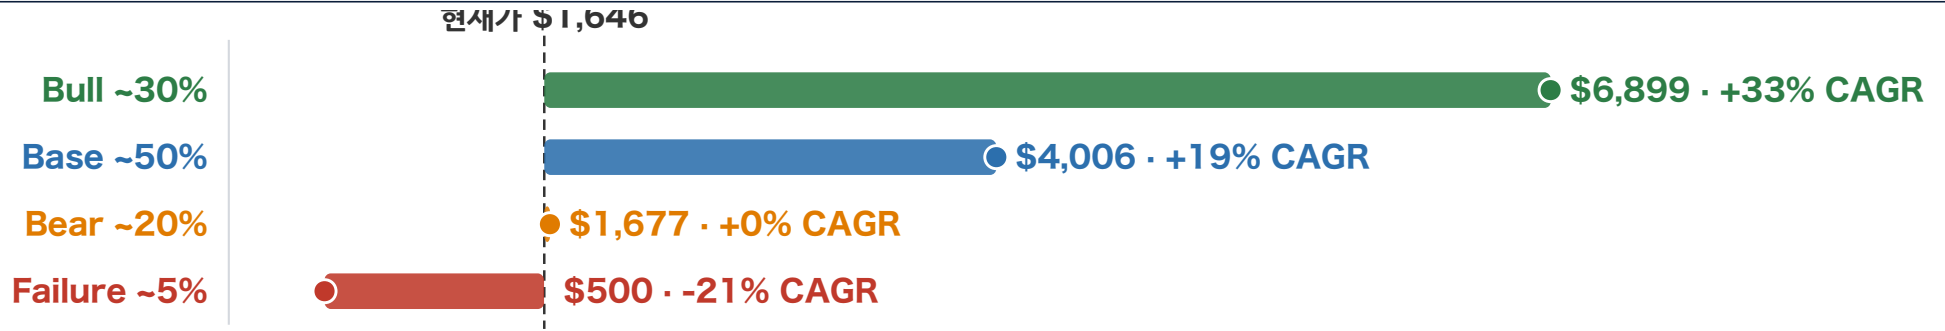 현재가 $1,646
Bull ~30%
$6,899 · +33% CAGR
Base ~50%
$4,006 · +19% CAGR
Bear ~20%
$1,677 · +0% CAGR
Failure ~5%
$500 · -21% CAGR